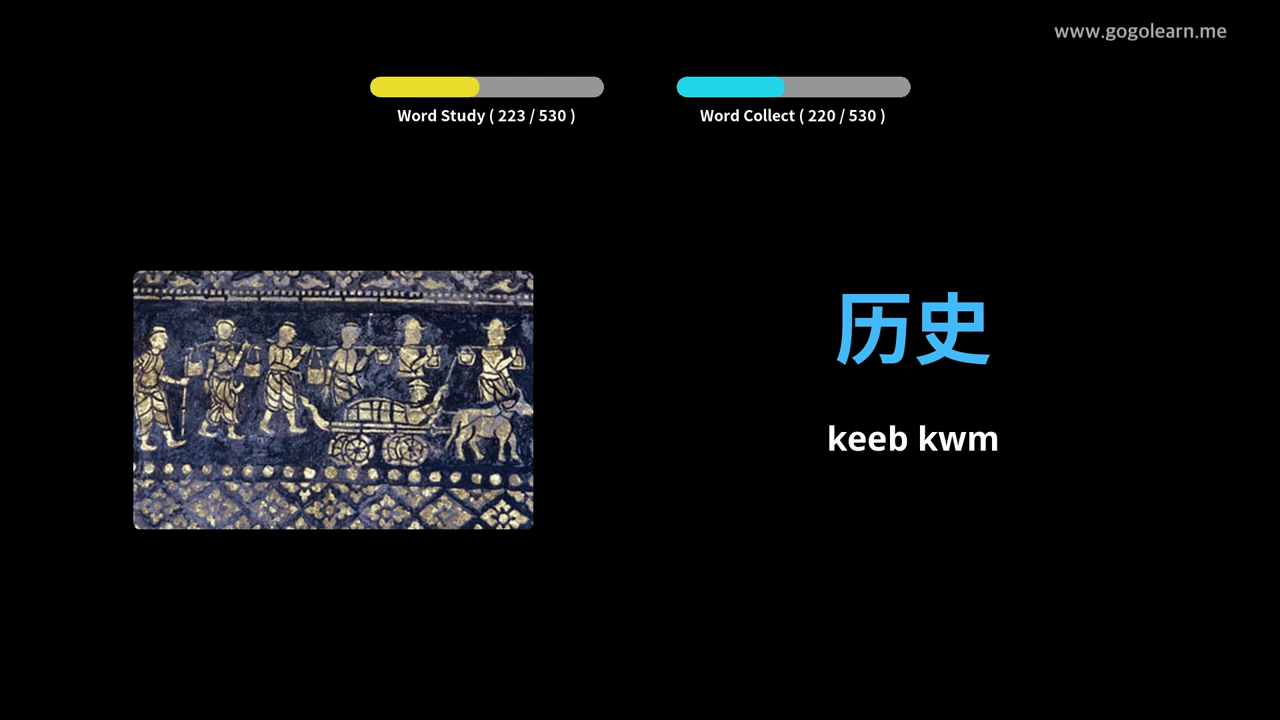 www.gogolearn.me
Word Study ( 223 / 530 )
Word Collect ( 220 / 530 )
历史
keeb kwm